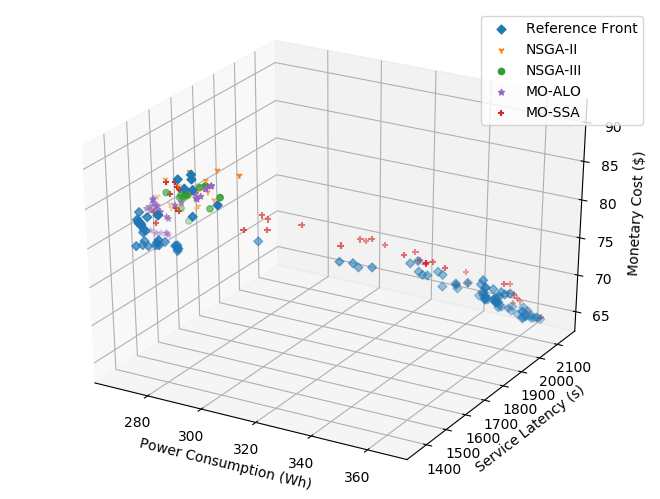 Reference Front
NSGA-II
NSGA-III
MO-ALO
MO-SSA
90
85
80
75
70
65
Monetary Cost ($)
2100
2000
1900
1800
1700
1600
1500
1400
Service Latency (s)
280
300
320
340
360
Power Consumption (Wh)